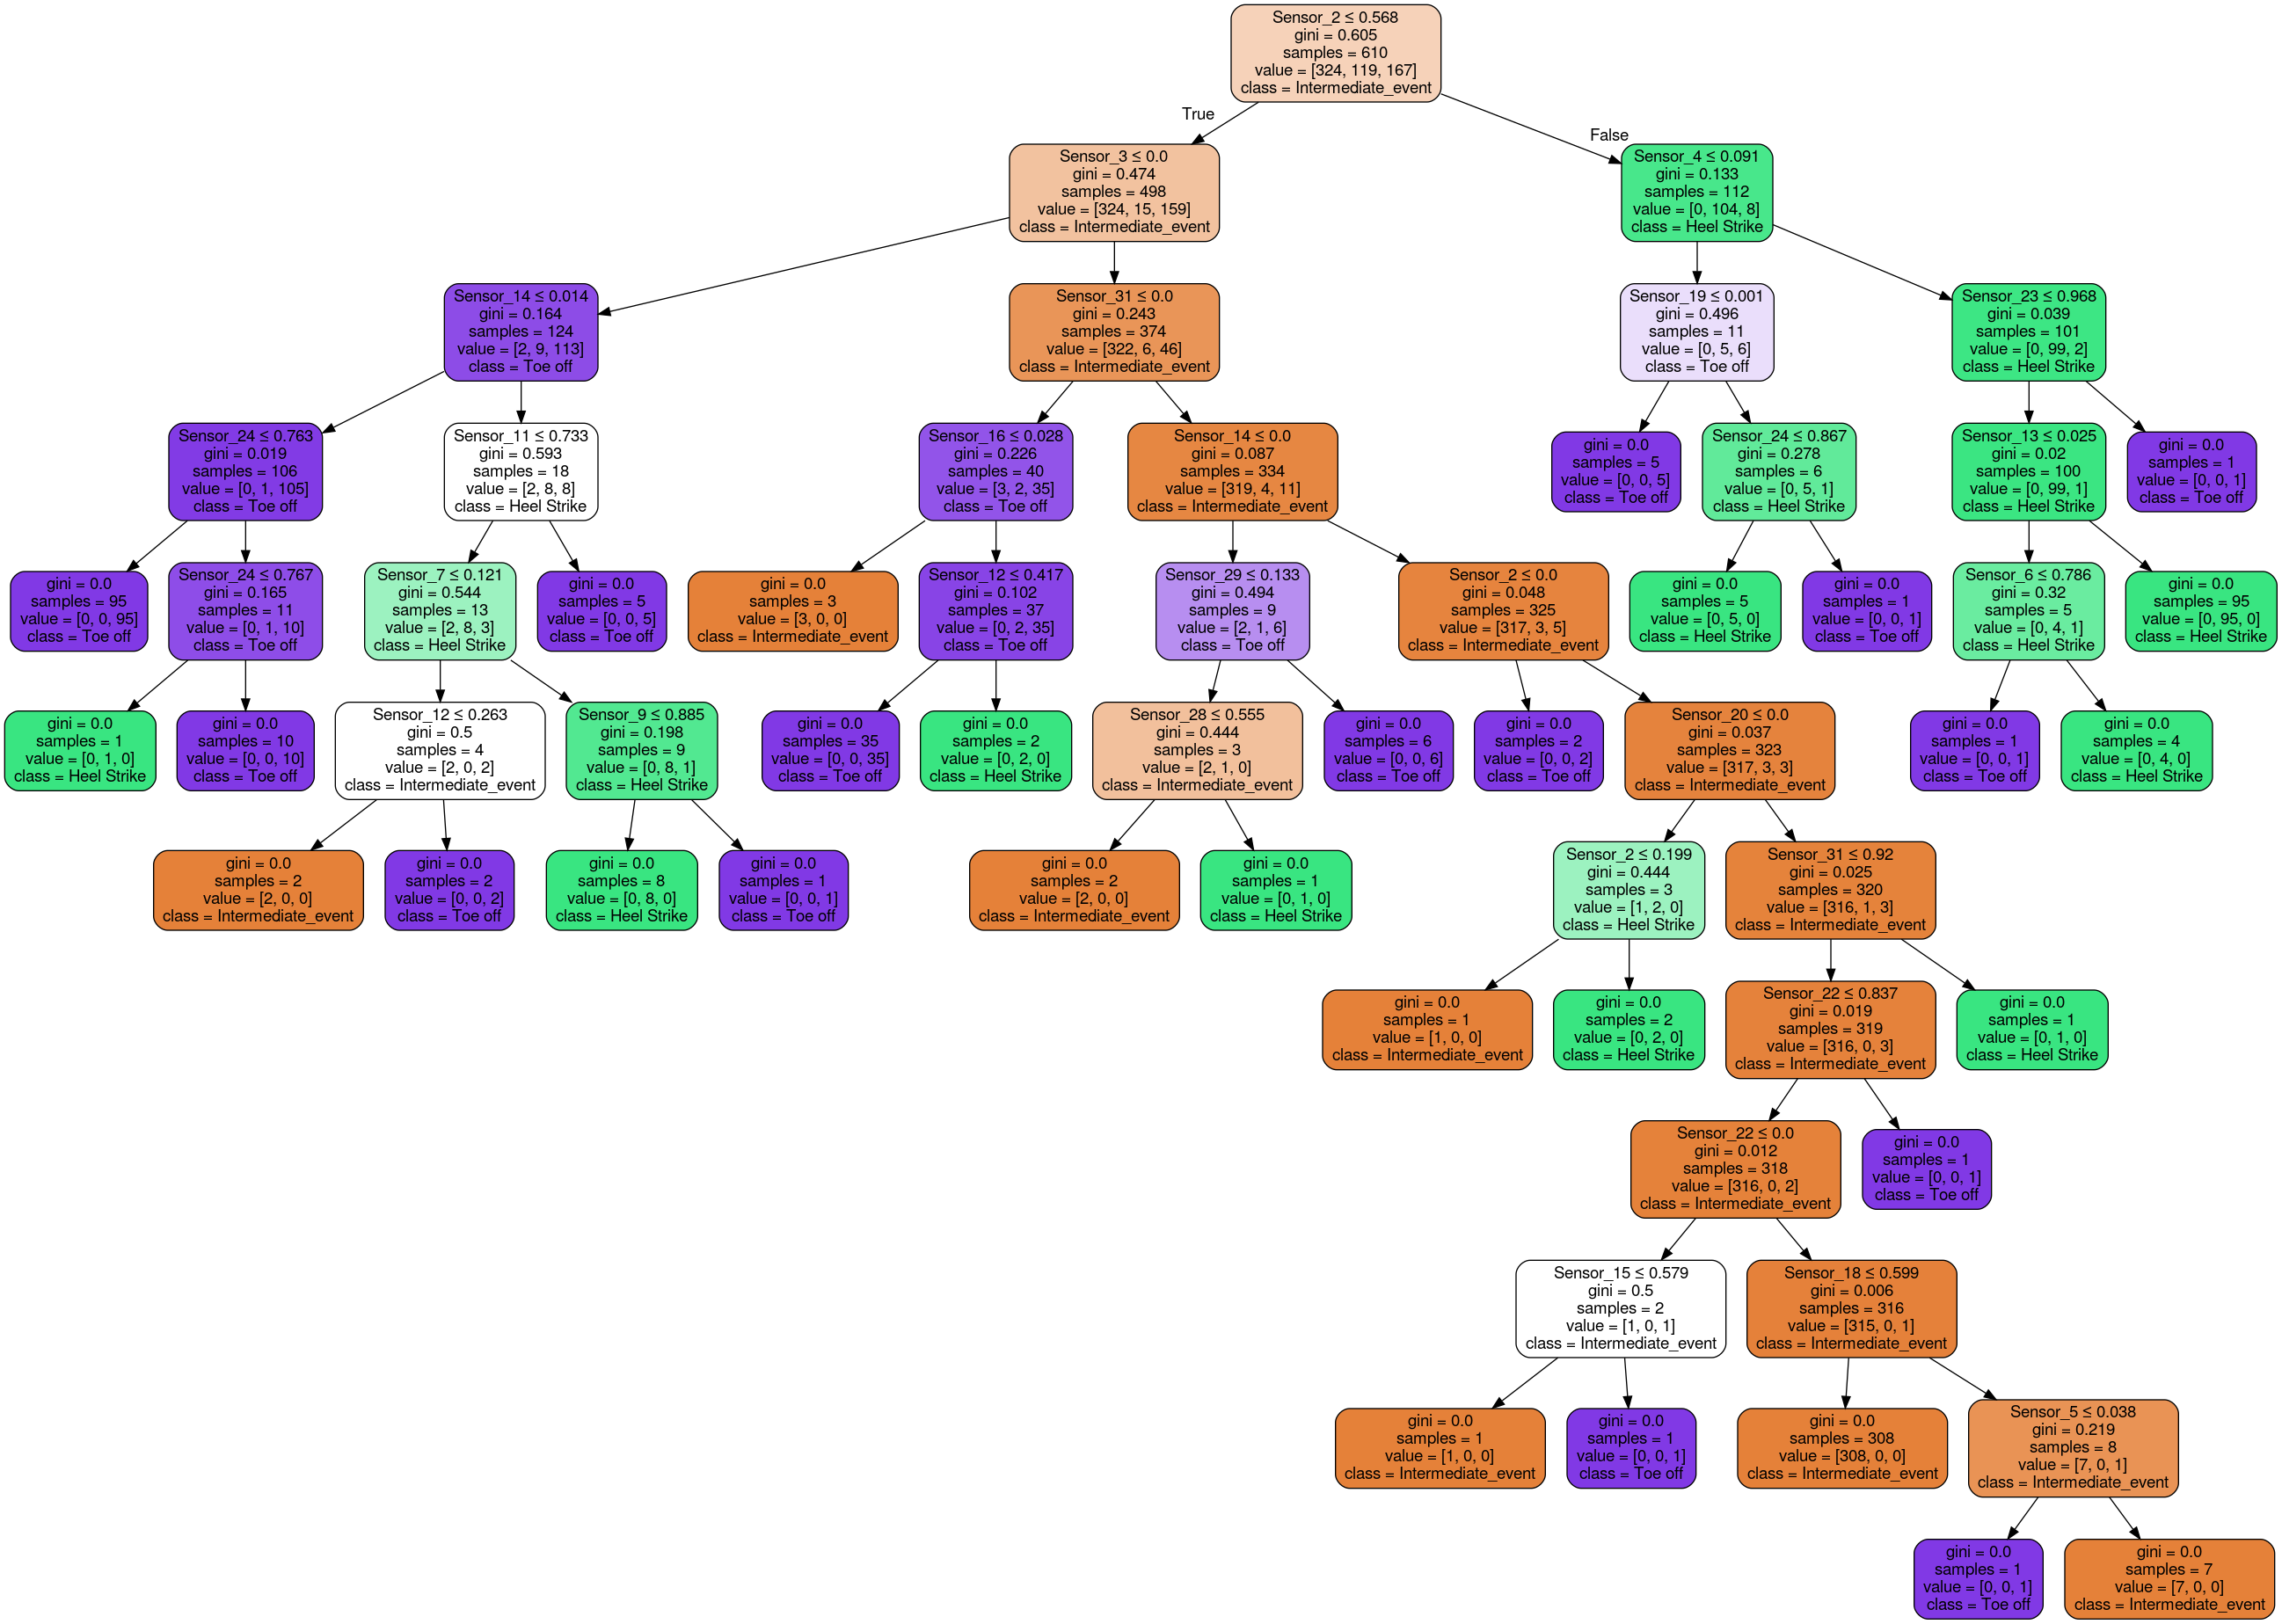 Sensor_2 ≤ 0.568
gini = 0.605
samples = 610
value = [324, 119, 167]
class = Intermediate_event
True
False
Sensor_3 ≤ 0.0
gini = 0.474
samples = 498
value = [324, 15, 159]
class = Intermediate_event
Sensor_4 ≤ 0.091
gini = 0.133
samples = 112
value = [0, 104, 8]
class = Heel Strike
Sensor_14 ≤ 0.014
gini = 0.164
samples = 124
value = [2, 9, 113]
class = Toe off
Sensor_31 ≤ 0.0
gini = 0.243
samples = 374
value = [322, 6, 46]
class = Intermediate_event
Sensor_19 ≤ 0.001
gini = 0.496
samples = 11
value = [0, 5, 6]
class = Toe off
Sensor_23 ≤ 0.968
gini = 0.039
samples = 101
value = [0, 99, 2]
class = Heel Strike
Sensor_24 ≤ 0.763
gini = 0.019
samples = 106
value = [0, 1, 105]
class = Toe off
Sensor_11 ≤ 0.733
gini = 0.593
samples = 18
value = [2, 8, 8]
class = Heel Strike
Sensor_16 ≤ 0.028
gini = 0.226
samples = 40
value = [3, 2, 35]
class = Toe off
Sensor_14 ≤ 0.0
gini = 0.087
samples = 334
value = [319, 4, 11]
class = Intermediate_event
gini = 0.0
samples = 5
value = [0, 0, 5]
class = Toe off
Sensor_24 ≤ 0.867
gini = 0.278
samples = 6
value = [0, 5, 1]
class = Heel Strike
Sensor_13 ≤ 0.025
gini = 0.02
samples = 100
value = [0, 99, 1]
class = Heel Strike
gini = 0.0
samples = 1
value = [0, 0, 1]
class = Toe off
gini = 0.0
samples = 95
value = [0, 0, 95]
class = Toe off
Sensor_24 ≤ 0.767
gini = 0.165
samples = 11
value = [0, 1, 10]
class = Toe off
Sensor_7 ≤ 0.121
gini = 0.544
samples = 13
value = [2, 8, 3]
class = Heel Strike
gini = 0.0
samples = 5
value = [0, 0, 5]
class = Toe off
gini = 0.0
samples = 3
value = [3, 0, 0]
class = Intermediate_event
Sensor_12 ≤ 0.417
gini = 0.102
samples = 37
value = [0, 2, 35]
class = Toe off
Sensor_29 ≤ 0.133
gini = 0.494
samples = 9
value = [2, 1, 6]
class = Toe off
Sensor_2 ≤ 0.0
gini = 0.048
samples = 325
value = [317, 3, 5]
class = Intermediate_event
gini = 0.0
samples = 5
value = [0, 5, 0]
class = Heel Strike
gini = 0.0
samples = 1
value = [0, 0, 1]
class = Toe off
Sensor_6 ≤ 0.786
gini = 0.32
samples = 5
value = [0, 4, 1]
class = Heel Strike
gini = 0.0
samples = 95
value = [0, 95, 0]
class = Heel Strike
gini = 0.0
samples = 1
value = [0, 1, 0]
class = Heel Strike
gini = 0.0
samples = 10
value = [0, 0, 10]
class = Toe off
Sensor_12 ≤ 0.263
gini = 0.5
samples = 4
value = [2, 0, 2]
class = Intermediate_event
Sensor_9 ≤ 0.885
gini = 0.198
samples = 9
value = [0, 8, 1]
class = Heel Strike
gini = 0.0
samples = 35
value = [0, 0, 35]
class = Toe off
gini = 0.0
samples = 2
value = [0, 2, 0]
class = Heel Strike
Sensor_28 ≤ 0.555
gini = 0.444
samples = 3
value = [2, 1, 0]
class = Intermediate_event
gini = 0.0
samples = 6
value = [0, 0, 6]
class = Toe off
gini = 0.0
samples = 2
value = [0, 0, 2]
class = Toe off
Sensor_20 ≤ 0.0
gini = 0.037
samples = 323
value = [317, 3, 3]
class = Intermediate_event
gini = 0.0
samples = 1
value = [0, 0, 1]
class = Toe off
gini = 0.0
samples = 4
value = [0, 4, 0]
class = Heel Strike
gini = 0.0
samples = 2
value = [2, 0, 0]
class = Intermediate_event
gini = 0.0
samples = 2
value = [0, 0, 2]
class = Toe off
gini = 0.0
samples = 8
value = [0, 8, 0]
class = Heel Strike
gini = 0.0
samples = 1
value = [0, 0, 1]
class = Toe off
gini = 0.0
samples = 2
value = [2, 0, 0]
class = Intermediate_event
gini = 0.0
samples = 1
value = [0, 1, 0]
class = Heel Strike
Sensor_2 ≤ 0.199
gini = 0.444
samples = 3
value = [1, 2, 0]
class = Heel Strike
Sensor_31 ≤ 0.92
gini = 0.025
samples = 320
value = [316, 1, 3]
class = Intermediate_event
gini = 0.0
samples = 1
value = [1, 0, 0]
class = Intermediate_event
gini = 0.0
samples = 2
value = [0, 2, 0]
class = Heel Strike
Sensor_22 ≤ 0.837
gini = 0.019
samples = 319
value = [316, 0, 3]
class = Intermediate_event
gini = 0.0
samples = 1
value = [0, 1, 0]
class = Heel Strike
Sensor_22 ≤ 0.0
gini = 0.012
samples = 318
value = [316, 0, 2]
class = Intermediate_event
gini = 0.0
samples = 1
value = [0, 0, 1]
class = Toe off
Sensor_15 ≤ 0.579
gini = 0.5
samples = 2
value = [1, 0, 1]
class = Intermediate_event
Sensor_18 ≤ 0.599
gini = 0.006
samples = 316
value = [315, 0, 1]
class = Intermediate_event
gini = 0.0
samples = 1
value = [1, 0, 0]
class = Intermediate_event
gini = 0.0
samples = 1
value = [0, 0, 1]
class = Toe off
gini = 0.0
samples = 308
value = [308, 0, 0]
class = Intermediate_event
Sensor_5 ≤ 0.038
gini = 0.219
samples = 8
value = [7, 0, 1]
class = Intermediate_event
gini = 0.0
samples = 1
value = [0, 0, 1]
class = Toe off
gini = 0.0
samples = 7
value = [7, 0, 0]
class = Intermediate_event